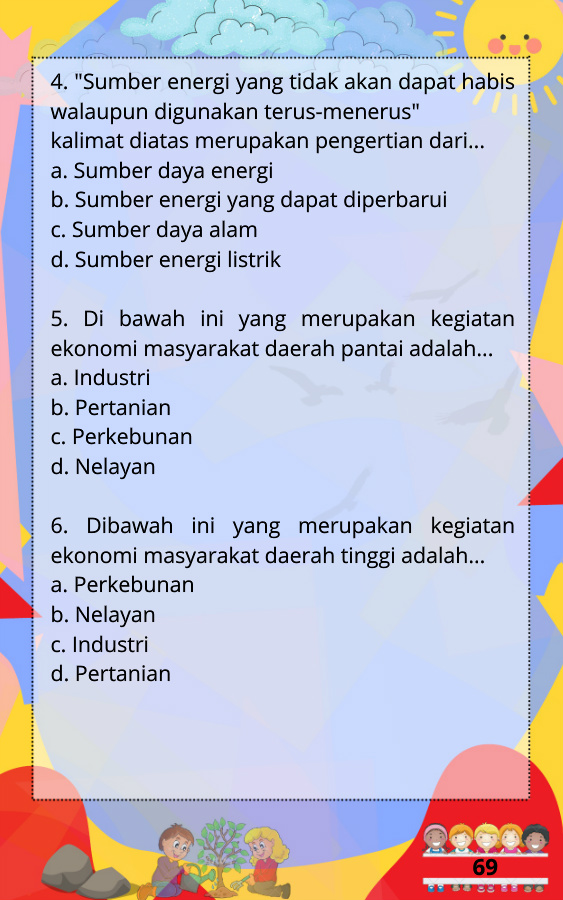 4. "Sumber energi yang tidak akan dapat habis
walaupun digunakan terus-menerus"
kalimat diatas merupakan pengertian dari...
a. Sumber daya energi
b. Sumber energi yang dapat diperbarui
c. Sumber daya alam
d. Sumber energi listrik
5. Di bawah ini yang merupakan kegiatan
ekonomi masyarakat daerah pantai adalah...
a. Industri
b. Pertanian
c. Perkebunan
d. Nelayan
6. Dibawah ini yang merupakan kegiatan
ekonomi masyarakat daerah tinggi adalah...
a. Perkebunan
b. Nelayan
c. Industri
d. Pertanian
69